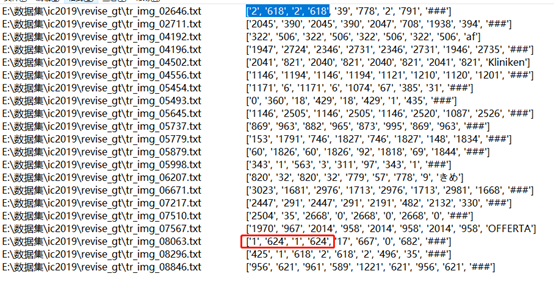 E:\数据集\ic2019\revise_gt\tr_img_02646.txt ['2', '618', '2', '618', '39', '778', '2', '791', '###']
E:\数据集\ic2019\revise_gt\tr_img_02711.txt ['2045', '390', '2045', '390', '2047', '708', '1938', '394', '###']
E:\数据集\ic2019\revise_gt\tr_img_04192.txt ['322', '506', '322', '506', '322', '506', '322', '506', 'af']
E:\数据集\ic2019\revise_gt\tr_img_04196.txt ['1947', '2724', '2346', '2731', '2346', '2731', '1946', '2735', '###']
E:\数据集\ic2019\revise_gt\tr_img_04502.txt ['2041', '821', '2040', '821', '2040', '821', '2041', '821', 'Kliniken']
E:\数据集\ic2019\revise_gt\tr_img_04556.txt ['1146', '1194', '1146', '1194', '1121', '1210', '1120', '1201', '###']
E:\数据集\ic2019\revise_gt\tr_img_05454.txt ['1171', '6', '1171', '6', '1074', '67', '385', '31', '###']
E:\数据集\ic2019\revise_gt\tr_img_05493.txt ['0', '360', '18', '429', '18', '429', '1', '435', '###']
E:\数据集\ic2019\revise_gt\tr_img_05645.txt ['1146', '2505', '1146', '2505', '1146', '2520', '1087', '2526', '###']
E:\数据集\ic2019\revise_gt\tr_img_05737.txt ['869', '963', '882', '965', '873', '995', '869', '963', '###']
E:\数据集\ic2019\revise_gt\tr_img_05779.txt ['153', '1791', '746', '1827', '746', '1827', '148', '1834', '###']
E:\数据集\ic2019\revise_gt\tr_img_05879.txt ['60', '1826', '60', '1826', '92', '1818', '69', '1844', '###']
E:\数据集\ic2019\revise_gt\tr_img_05998.txt ['343', '1', '563', '3', '311', '97', '343', '1', '###']
E:\数据集\ic2019\revise_gt\tr_img_06207.txt ['820', '32', '820', '32', '779', '57', '778', '9', 'きめ']
E:\数据集\ic2019\revise_gt\tr_img_06671.txt ['3023', '1681', '2976', '1713', '2976', '1713', '2981', '1668', '###']
E:\数据集\ic2019\revise_gt\tr_img_07217.txt ['2447', '291', '2447', '291', '2191', '482', '2132', '330', '###']
E:\数据集\ic2019\revise_gt\tr_img_07510.txt ['2504', '35', '2668', '0', '2668', '0', '2668', '0', '###']
E:\数据集\ic2019\revise_gt\tr_img_07567.txt ['1970', '967', '2014', '958', '2014', '958', '2014', '958', 'OFFERTA']
E:\数据集\ic2019\revise_gt\tr_img_08063.txt ['1', '624', '1', '624', '17', '667', '0', '682', '###']
E:\数据集\ic2019\revise_gt\tr_img_08296.txt ['425', '1', '618', '2', '618', '2', '496', '35', '###']
E:\数据集\ic2019\revise_gt\tr_img_08846.txt ['956', '621', '961', '589', '1221', '621', '956', '621', '###']